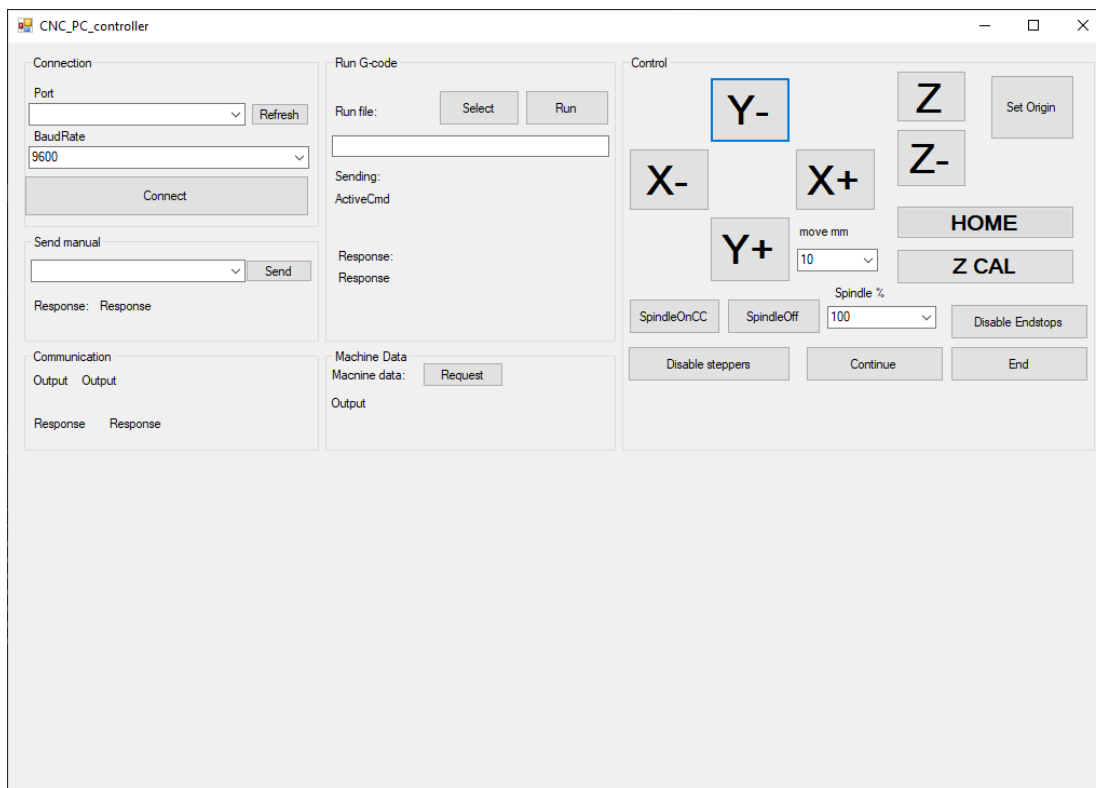 CNC_PC_controller
Connection
Port
Refresh
BaudRate
9600
Connect
Send manual
Send
Response: Response
Communication
Output Output
Response Response
Run G-code
Run file: Select Run
Sending:
ActiveCmd
Response:
Response
Machine Data
Macnine data: Request
Output
Control
Y- Z Set Origin
X- X+ Z-
Y+ move mm HOME
10 Z CAL
Spindle %
SpindleOnCC SpindleOff 100 Disable Endstops
Disable steppers Continue End